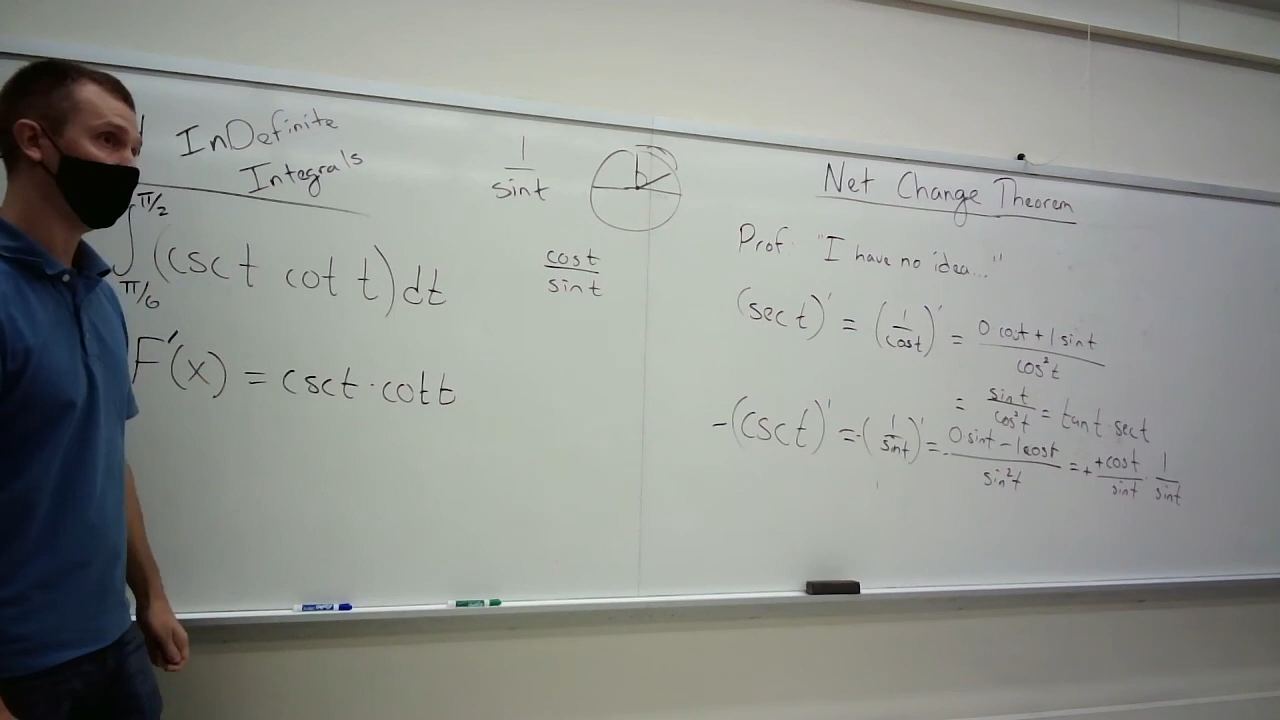 InDefinite
Integrals
∫ π/2 π/6 (csc t cot t) dt
F'(x) = csc t · cot t
1/sin t
cos t/sin t
Net Change Theorem
Prof: "I have no idea..."
(sec t)' = (1/cos t)' = (0 cos t + 1 sin t)/cos²t
= sin t/cos²t = tan t · sec t
-(csc t)' = -(1/sin t)' = -(0 sin t - 1 cos t)/sin²t = + +cos t/sin t · 1/sin t